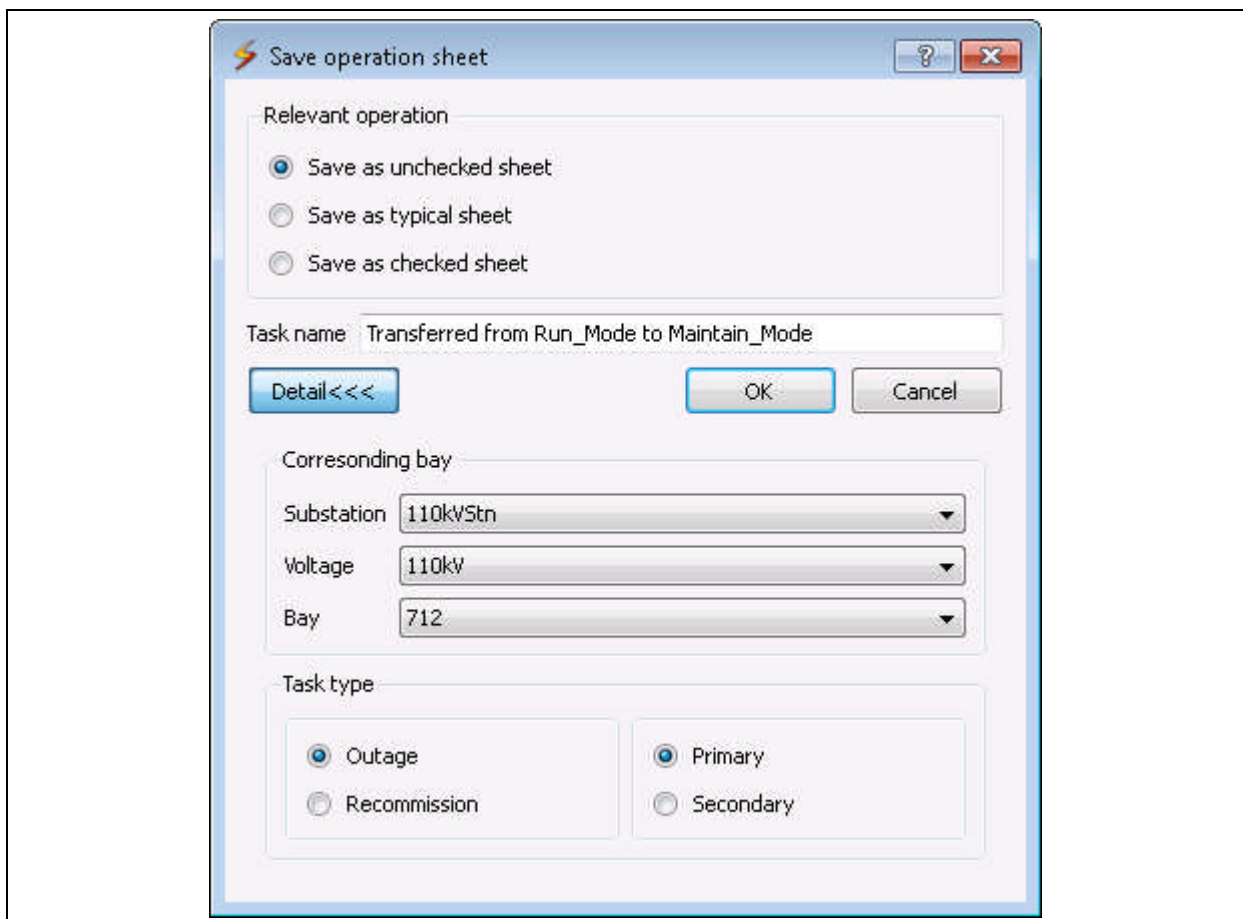 Save operation sheet
Relevant operation
Save as unchecked sheet
Save as typical sheet
Save as checked sheet
Task name Transferred from Run_Mode to Maintain_Mode
Detail<<< OK Cancel
Corresonding bay
Substation 110kVStn
Voltage 110kV
Bay 712
Task type
Outage Primary
Recommission Secondary